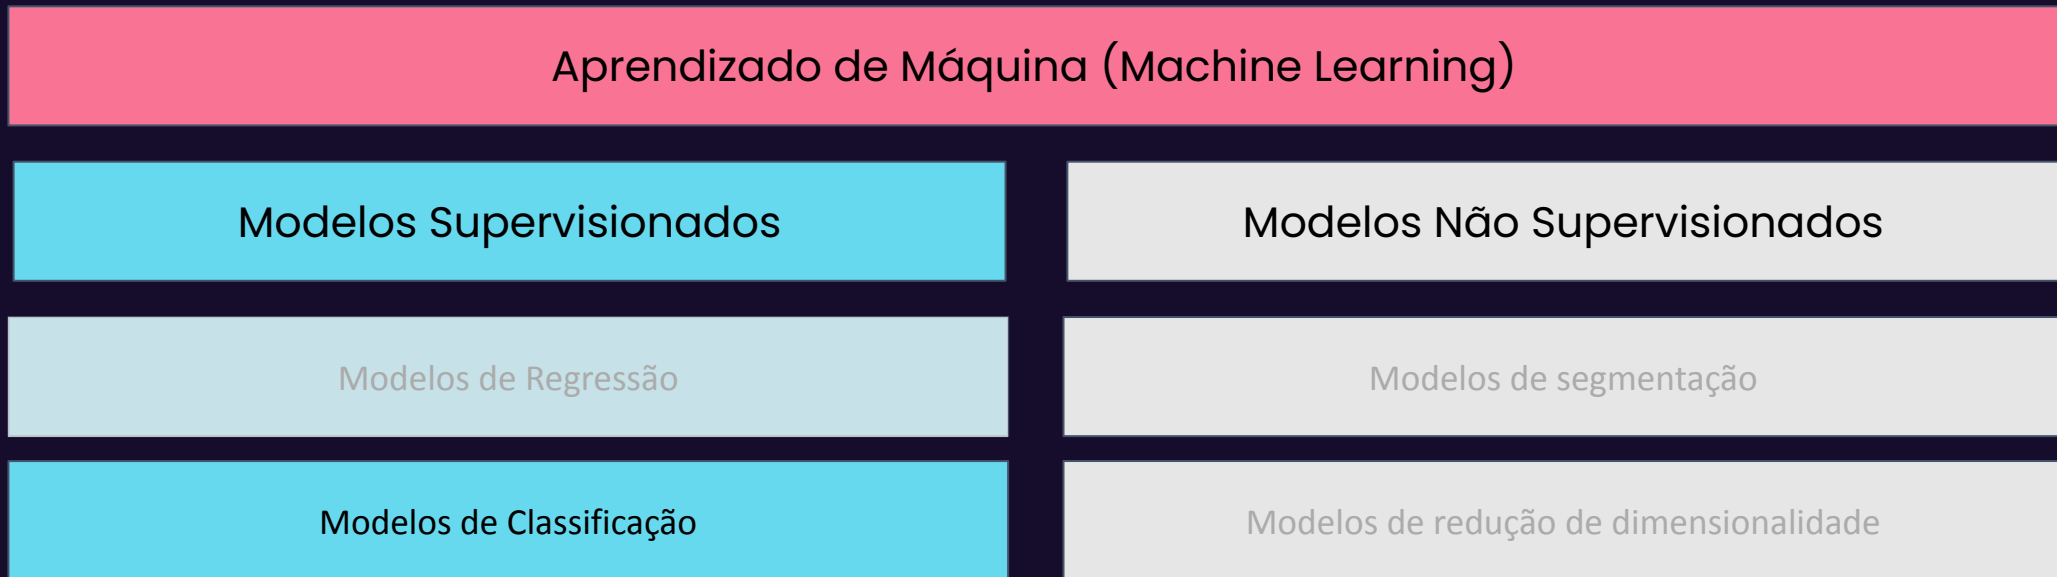 Aprendizado de Máquina (Machine Learning)
Modelos Supervisionados
Modelos Não Supervisionados
Modelos de Regressão
Modelos de segmentação
Modelos de Classificação
Modelos de redução de dimensionalidade